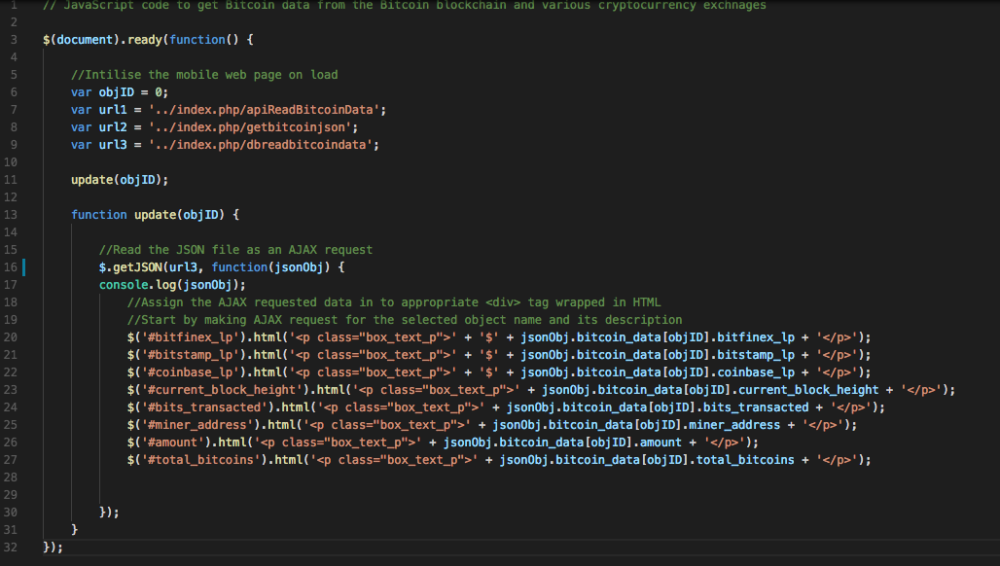 1 // JavaScript code to get Bitcoin data from the Bitcoin blockchain and various cryptocurrency exchnages
2
3 $(document).ready(function() {
4
5 //Intilise the mobile web page on load
6 var objID = 0;
7 var url1 = '../index.php/apiReadBitcoinData';
8 var url2 = '../index.php/getbitcoinjson';
9 var url3 = '../index.php/dbreadbitcoindata';
10
11 update(objID);
12
13 function update(objID) {
14
15 //Read the JSON file as an AJAX request
16 $.getJSON(url3, function(jsonObj) {
17 console.log(jsonObj);
18 //Assign the AJAX requested data in to appropriate <div> tag wrapped in HTML
19 //Start by making AJAX request for the selected object name and its description
20 $('#bitfinex_lp').html('<p class="box_text_p">' + '$' + jsonObj.bitcoin_data[objID].bitfinex_lp + '</p>');
21 $('#bitstamp_lp').html('<p class="box_text_p">' + '$' + jsonObj.bitcoin_data[objID].bitstamp_lp + '</p>');
22 $('#coinbase_lp').html('<p class="box_text_p">' + '$' + jsonObj.bitcoin_data[objID].coinbase_lp + '</p>');
23 $('#current_block_height').html('<p class="box_text_p">' + jsonObj.bitcoin_data[objID].current_block_height + '</p>');
24 $('#bits_transacted').html('<p class="box_text_p">' + jsonObj.bitcoin_data[objID].bits_transacted + '</p>');
25 $('#miner_address').html('<p class="box_text_p">' + jsonObj.bitcoin_data[objID].miner_address + '</p>');
26 $('#amount').html('<p class="box_text_p">' + jsonObj.bitcoin_data[objID].amount + '</p>');
27 $('#total_bitcoins').html('<p class="box_text_p">' + jsonObj.bitcoin_data[objID].total_bitcoins + '</p>');
28
29
30 });
31 }
32 });